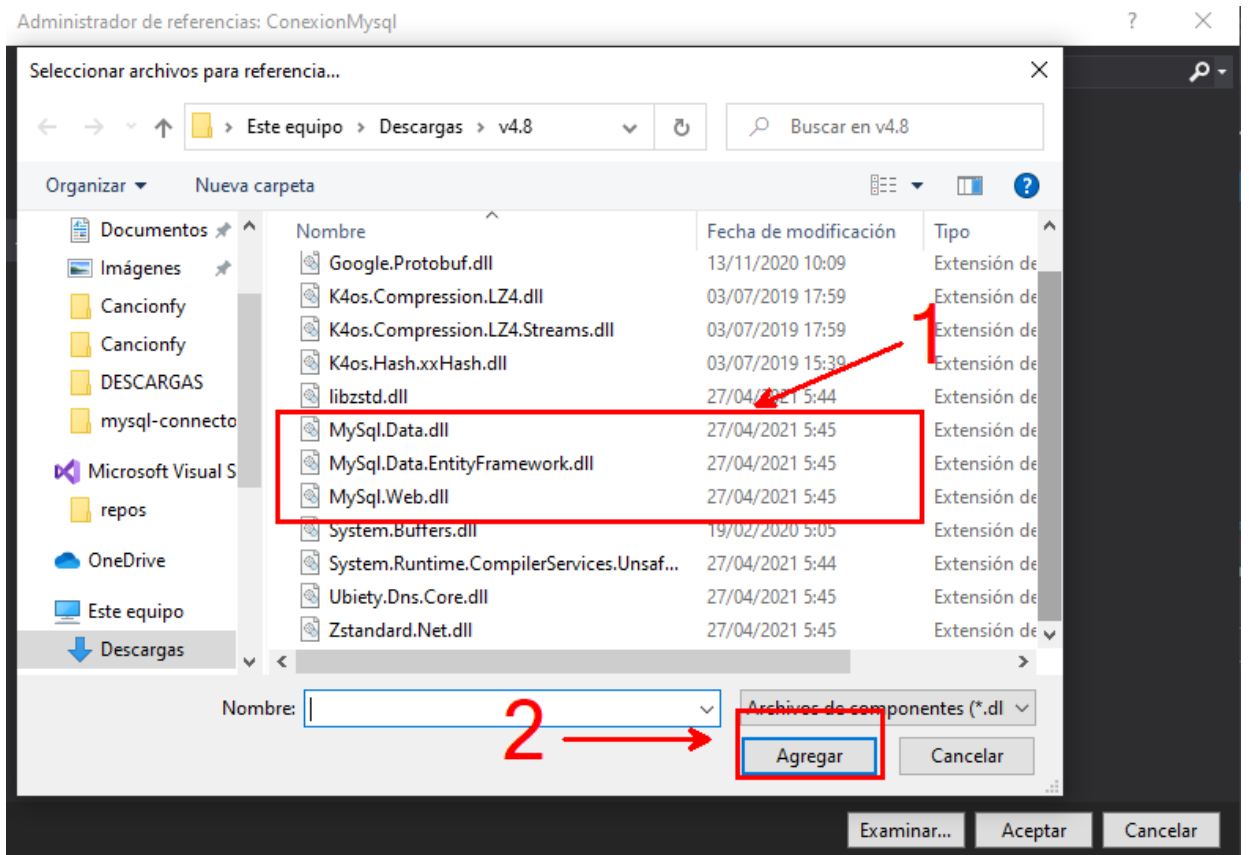 Administrador de referencias: ConexionMysql
Seleccionar archivos para referencia...
Este equipo > Descargas > v4.8
Buscar en v4.8
Organizar
Nueva carpeta
Documentos
Imágenes
Cancionfy
Cancionfy
DESCARGAS
mysql-connecto
Microsoft Visual S
repos
OneDrive
Este equipo
Descargas
Nombre Fecha de modificación Tipo
Google.Protobuf.dll 13/11/2020 10:09 Extensión de
K4os.Compression.LZ4.dll 03/07/2019 17:59 Extensión de
K4os.Compression.LZ4.Streams.dll 03/07/2019 17:59 Extensión de
K4os.Hash.xxHash.dll 03/07/2019 15:39 Extensión de
libzstd.dll 27/04/2021 5:44 Extensión de
MySql.Data.dll 27/04/2021 5:45 Extensión de
MySql.Data.EntityFramework.dll 27/04/2021 5:45 Extensión de
MySql.Web.dll 27/04/2021 5:45 Extensión de
System.Buffers.dll 19/02/2020 5:05 Extensión de
System.Runtime.CompilerServices.Unsaf... 27/04/2021 5:44 Extensión de
Ubiety.Dns.Core.dll 27/04/2021 5:45 Extensión de
Zstandard.Net.dll 27/04/2021 5:45 Extensión de
1
Nombre:
Archivos de componentes (*.dl
2
Agregar
Cancelar
Examinar...
Aceptar
Cancelar